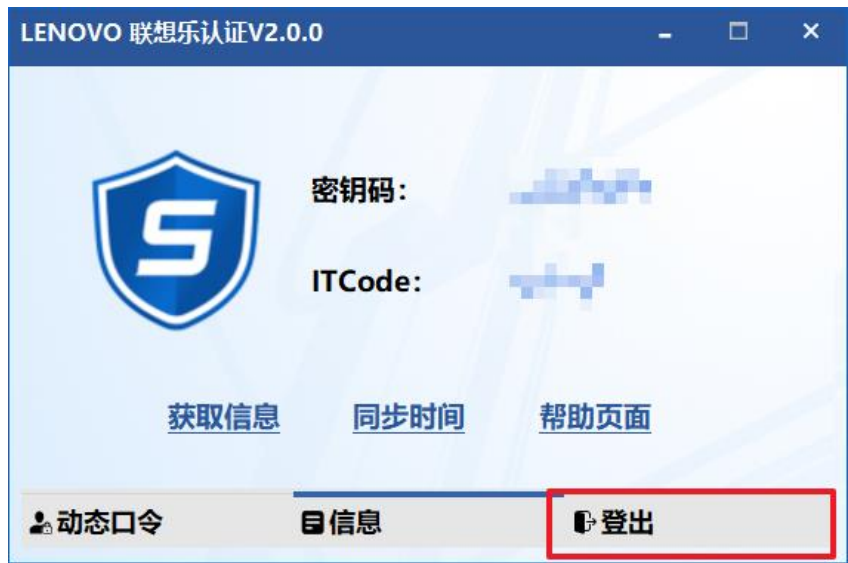 LENOVO 联想乐认证V2.0.0
S
密钥码：
ITCode：
获取信息 同步时间 帮助页面
动态口令 信息 登出